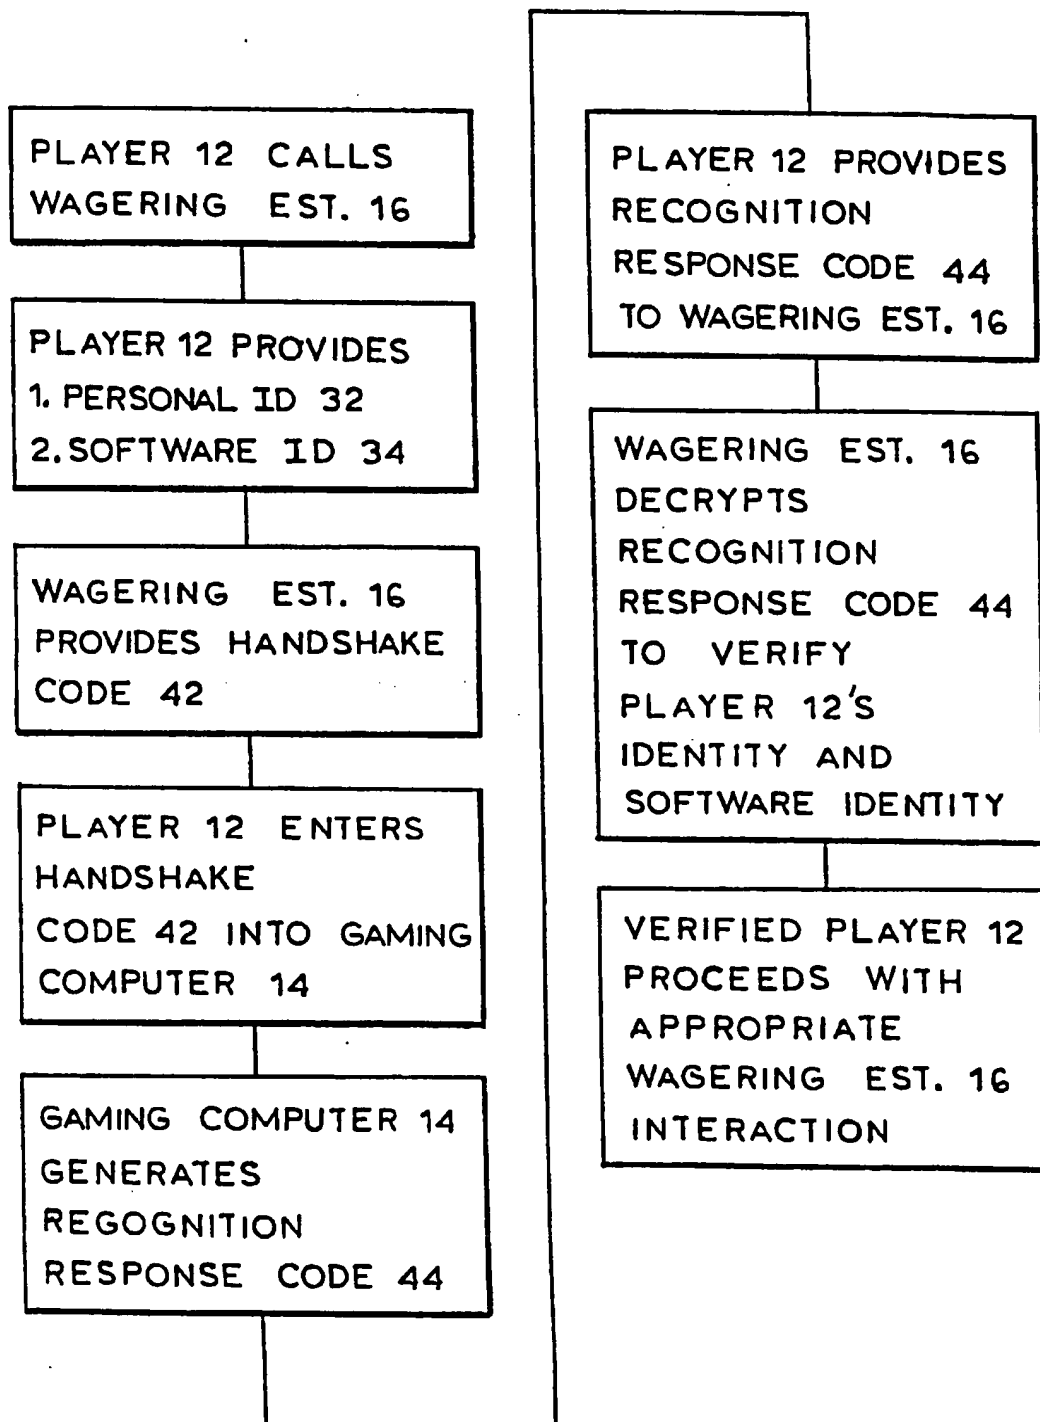 PLAYER 12 CALLS
WAGERING EST. 16
PLAYER 12 PROVIDES
1. PERSONAL ID 32
2. SOFTWARE ID 34
WAGERING EST. 16
PROVIDES HANDSHAKE
CODE 42
PLAYER 12 ENTERS
HANDSHAKE
CODE 42 INTO GAMING
COMPUTER 14
GAMING COMPUTER 14
GENERATES
REGOGNITION
RESPONSE CODE 44
PLAYER 12 PROVIDES
RECOGNITION
RESPONSE CODE 44
TO WAGERING EST. 16
WAGERING EST. 16
DECRYPTS
RECOGNITION
RESPONSE CODE 44
TO VERIFY
PLAYER 12'S
IDENTITY AND
SOFTWARE IDENTITY
VERIFIED PLAYER 12
PROCEEDS WITH
APPROPRIATE
WAGERING EST. 16
INTERACTION